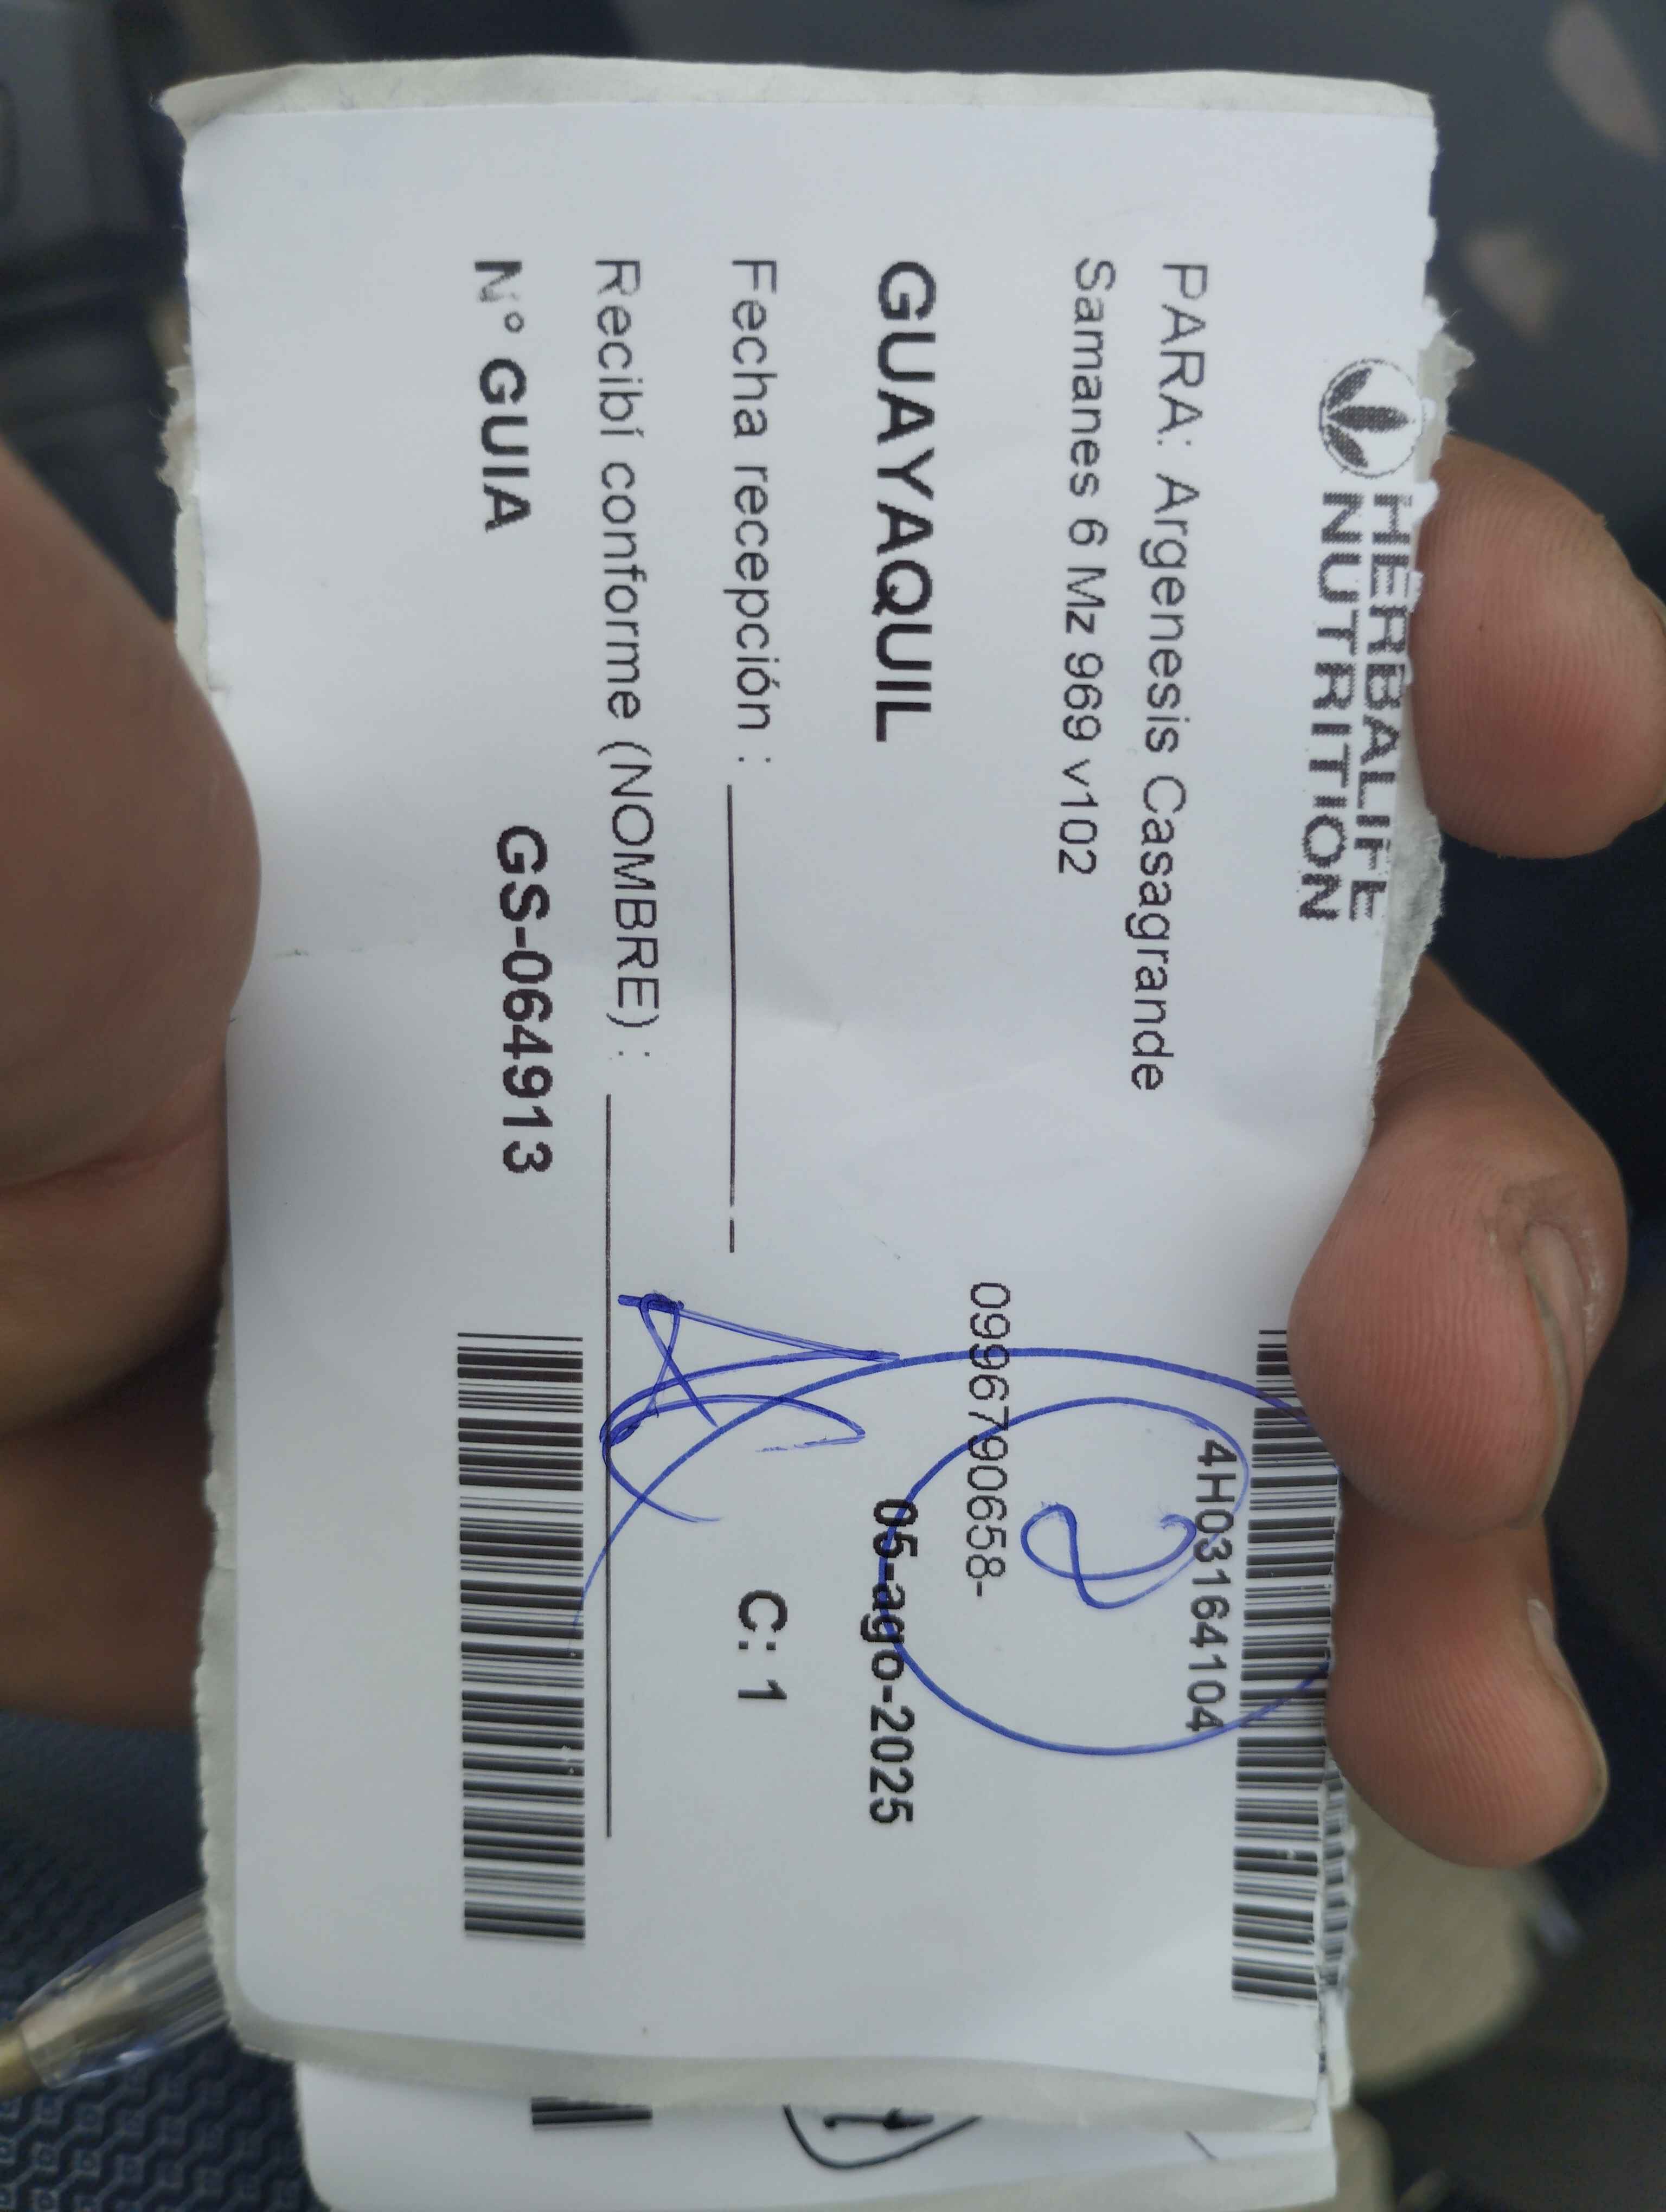 HERBALIFE
NUTRITION
4H03164104
PARA: Argenesis Casagrande
Samanes 6 Mz 969 v102
0996790658-
GUAYAQUIL
05-ago-2025
Fecha recepción :
C: 1
Recibí conforme (NOMBRE) :
N° GUIA
GS-064913